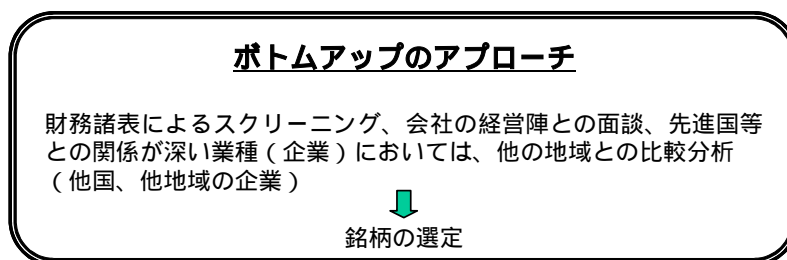 ボトムアップのアプローチ
財務諸表によるスクリーニング、会社の経営陣との面談、先進国等
との関係が深い業種（企業）においては、他の地域との比較分析
（他国、他地域の企業）
銘柄の選定